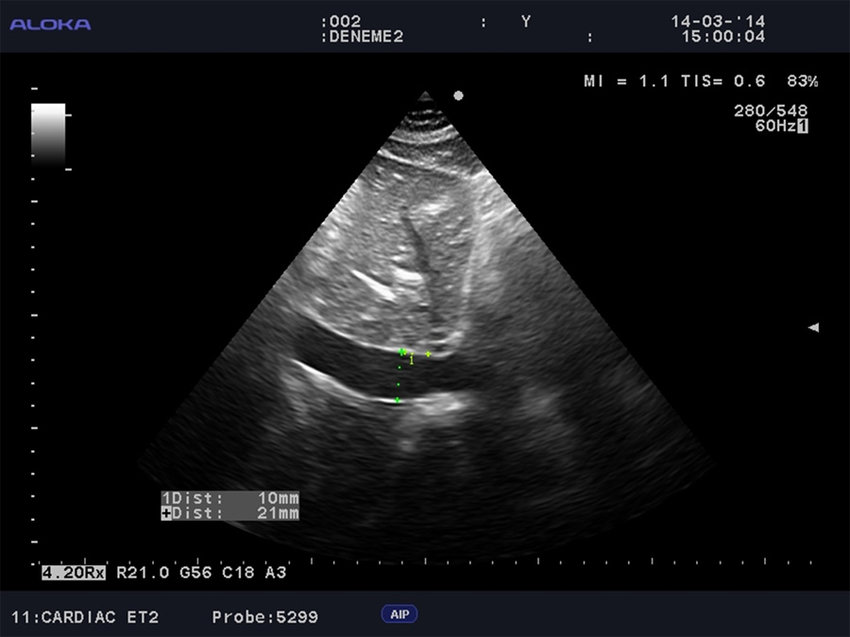 ALOKA
:002 : Y 14-03-'14
:DENEME2 : 15:00:04
MI = 1.1 TIS= 0.6 83%
280/548
60Hz1
1
1Dist: 10mm
+Dist: 21mm
4.20Rx R21.0 G56 C18 A3
11:CARDIAC ET2 Probe:5299 AIP